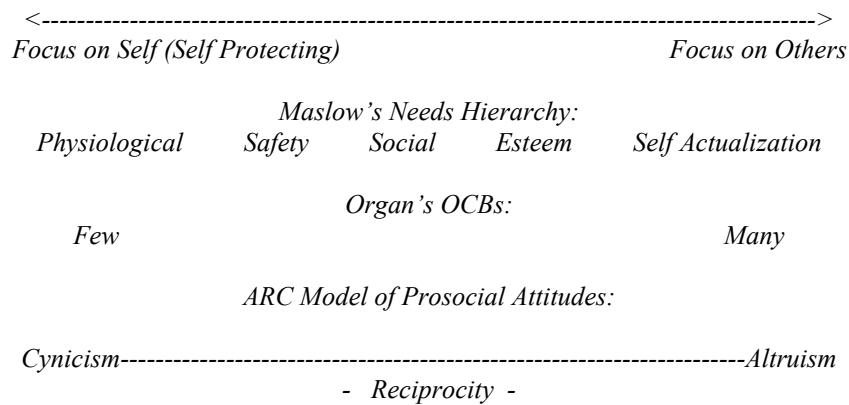 <-------------------------------------------------------------------------------------------->
Focus on Self (Self Protecting) Focus on Others
Maslow's Needs Hierarchy:
Physiological Safety Social Esteem Self Actualization
Organ's OCBs:
Few Many
ARC Model of Prosocial Attitudes:
Cynicism--------------------------------------------------------------------------Altruism
- Reciprocity -